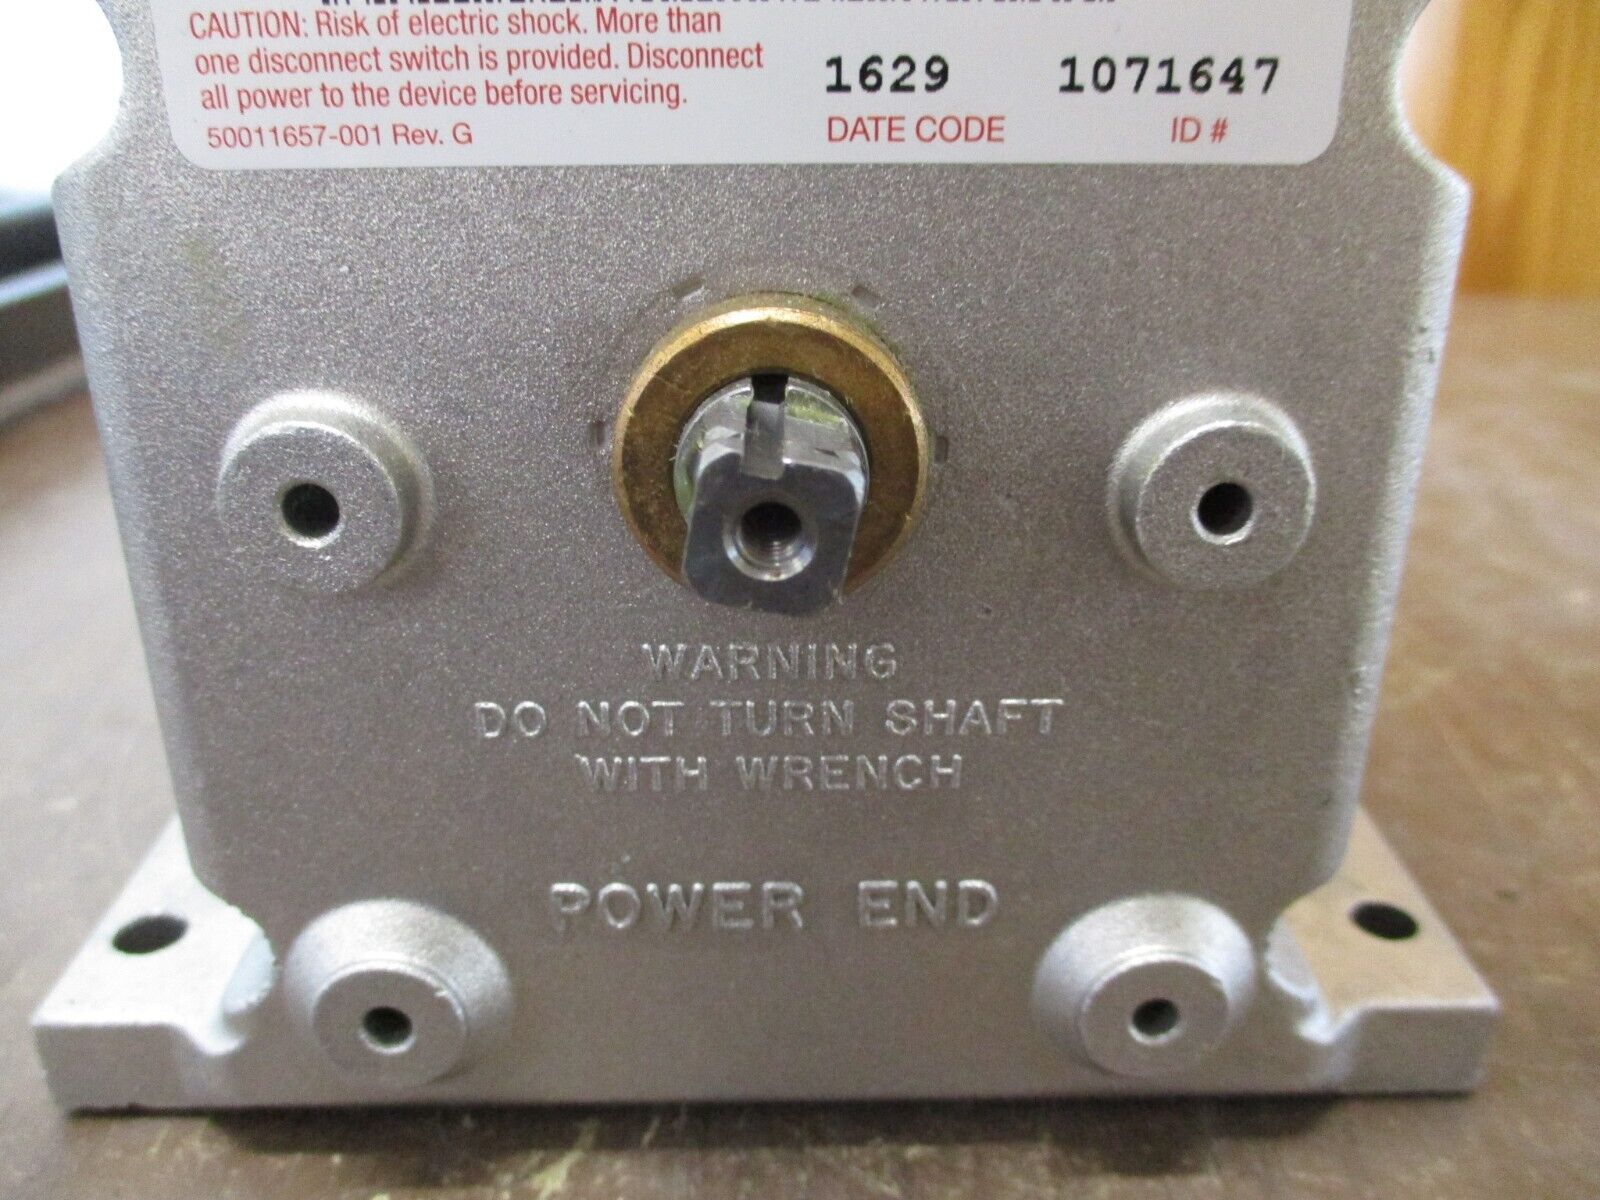 CAUTION: Risk of electric shock. More than
one disconnect switch is provided. Disconnect
all power to the device before servicing.
50011657-001 Rev. G
1629 1071647
DATE CODE ID #
WARNING
DO NOT TURN SHAFT
WITH WRENCH
POWER END